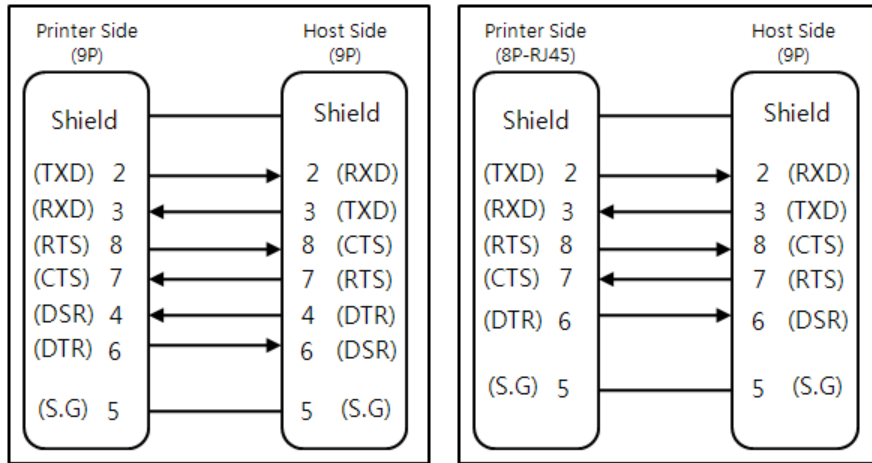 Printer Side
(9P)
Host Side
(9P)
Shield
Shield
(TXD) 2
2 (RXD)
(RXD) 3
3 (TXD)
(RTS) 8
8 (CTS)
(CTS) 7
7 (RTS)
(DSR) 4
4 (DTR)
(DTR) 6
6 (DSR)
(S.G) 5
5 (S.G)
Printer Side
(8P-RJ45)
Host Side
(9P)
Shield
Shield
(TXD) 2
2 (RXD)
(RXD) 3
3 (TXD)
(RTS) 8
8 (CTS)
(CTS) 7
7 (RTS)
(DTR) 6
6 (DSR)
(S.G) 5
5 (S.G)